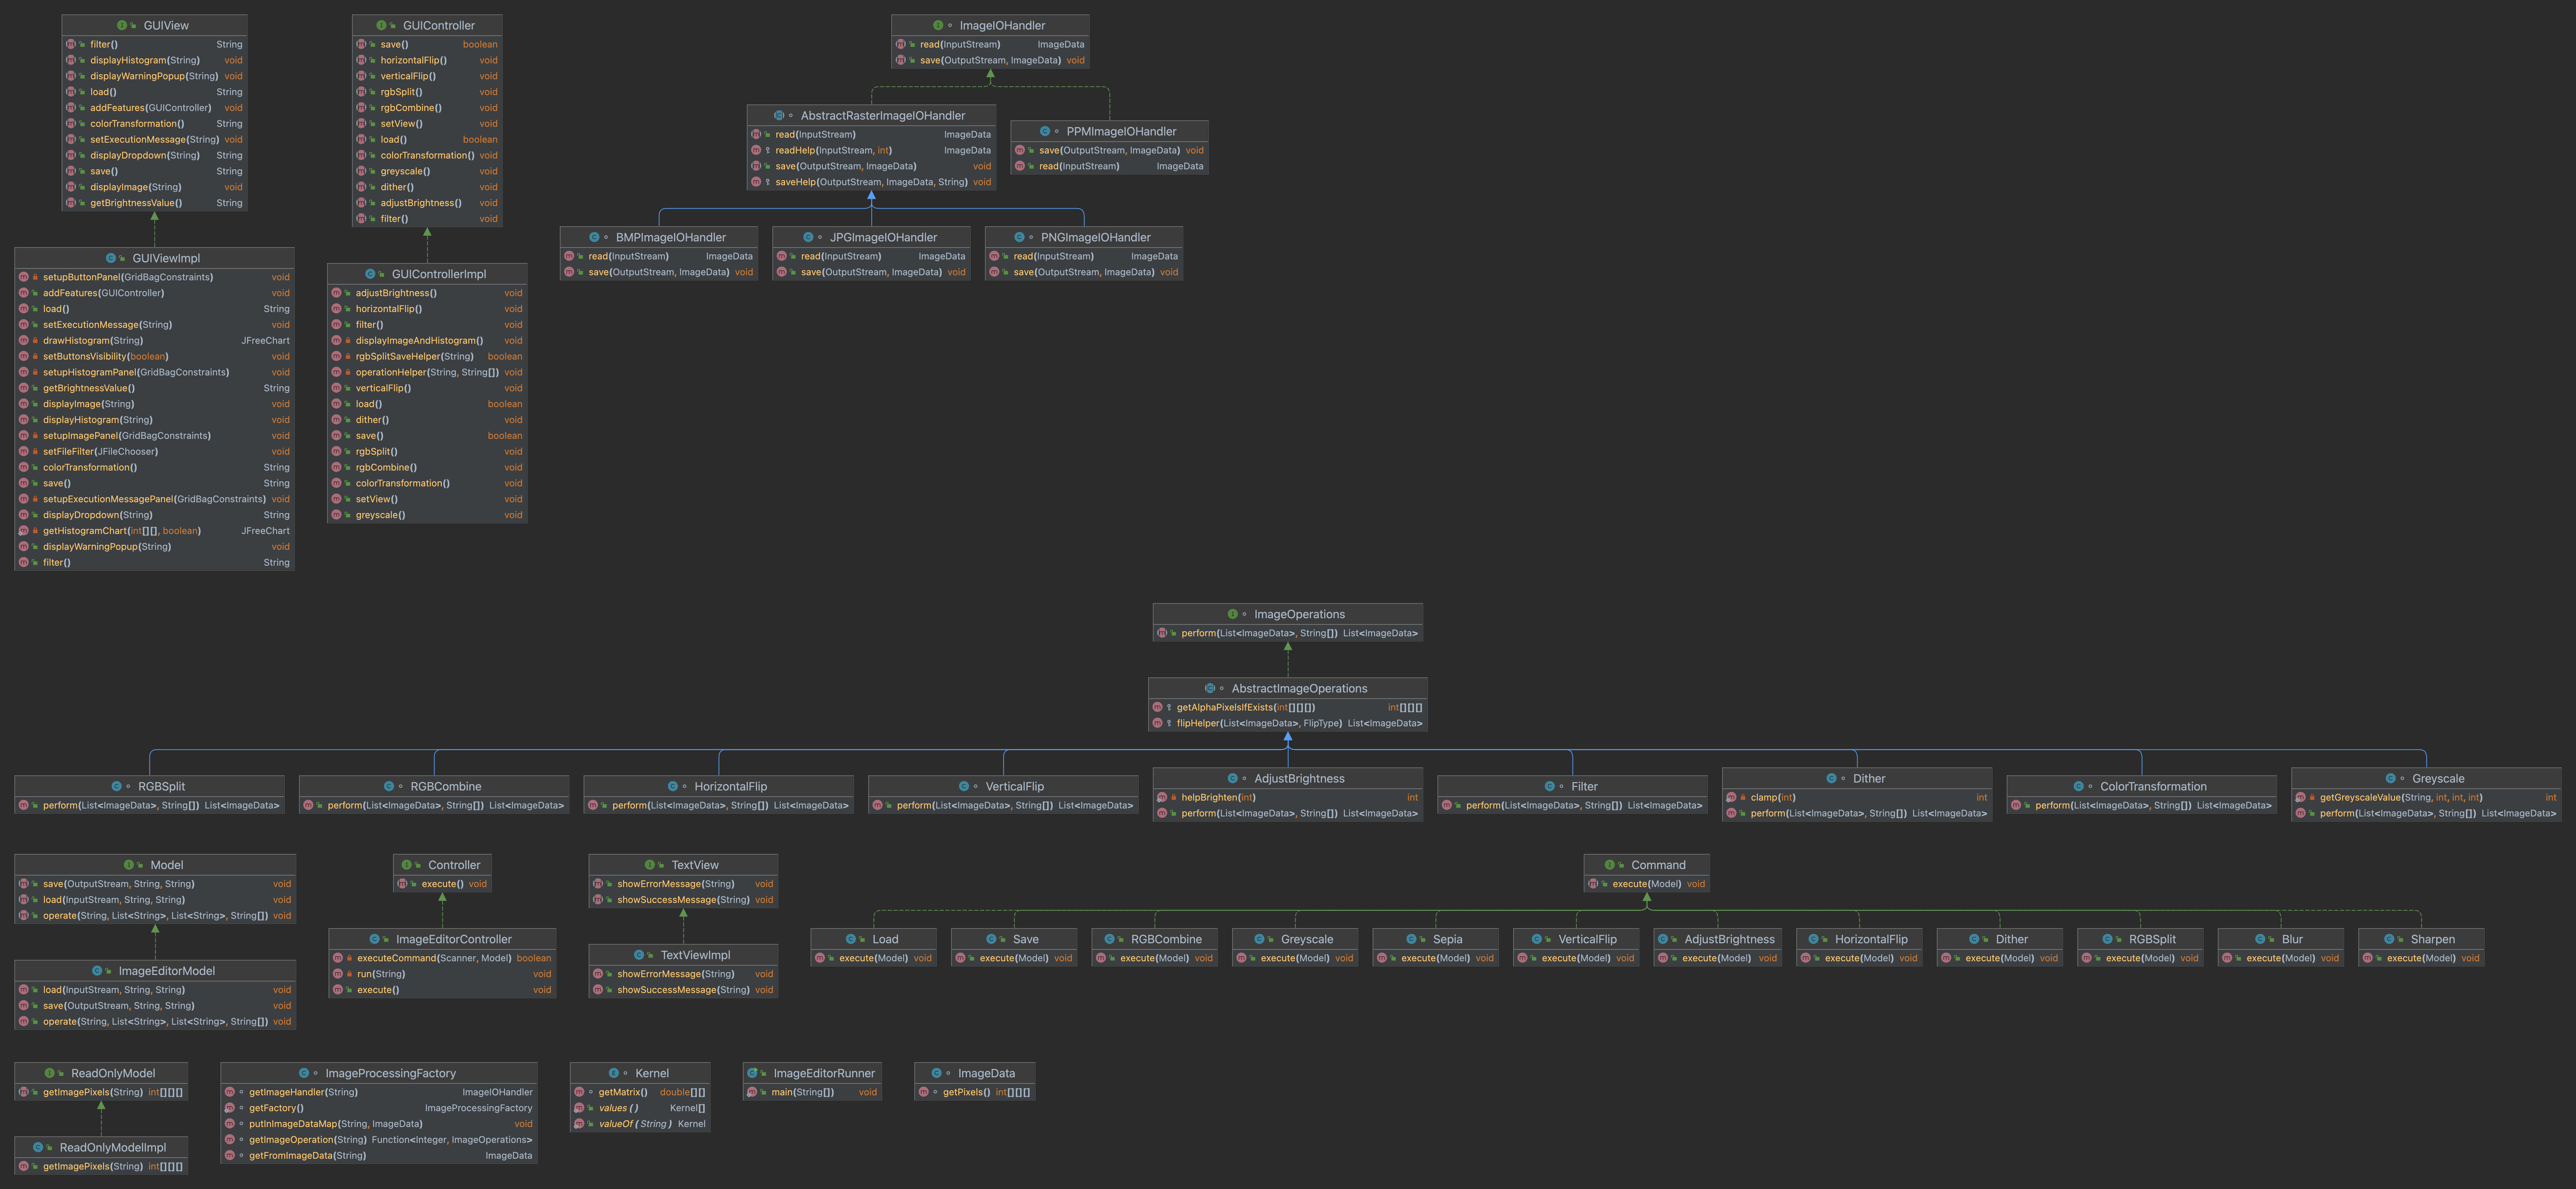 GUIView
filter() String
displayHistogram(String) void
displayWarningPopup(String) void
load() String
addFeatures(GUIController) void
colorTransformation() String
setExecutionMessage(String) void
displayDropdown(String) String
save() String
displayImage(String) void
getBrightnessValue() String
GUIViewImpl
setupButtonPanel(GridBagConstraints) void
addFeatures(GUIController) void
load() String
setExecutionMessage(String) void
drawHistogram(String) JFreeChart
setButtonsVisibility(boolean) void
setupHistogramPanel(GridBagConstraints) void
getBrightnessValue() String
displayImage(String) void
displayHistogram(String) void
setupImagePanel(GridBagConstraints) void
setFileFilter(JFileChooser) void
colorTransformation() String
save() String
setupExecutionMessagePanel(GridBagConstraints) void
displayDropdown(String) String
getHistogramChart(int[][], boolean) JFreeChart
displayWarningPopup(String) void
filter() String
GUIController
save() boolean
horizontalFlip() void
verticalFlip() void
rgbSplit() void
rgbCombine() void
setView() void
load() boolean
colorTransformation() void
greyscale() void
dither() void
adjustBrightness() void
filter() void
GUIControllerImpl
adjustBrightness() void
horizontalFlip() void
filter() void
displayImageAndHistogram() void
rgbSplitSaveHelper(String) boolean
operationHelper(String, String[]) void
verticalFlip() void
load() boolean
dither() void
save() boolean
rgbSplit() void
rgbCombine() void
colorTransformation() void
setView() void
greyscale() void
ImageIOHandler
read(InputStream) ImageData
save(OutputStream, ImageData) void
AbstractRasterImageIOHandler
read(InputStream) ImageData
readHelp(InputStream, int) ImageData
save(OutputStream, ImageData) void
saveHelp(OutputStream, ImageData, String) void
PPMImageIOHandler
save(OutputStream, ImageData) void
read(InputStream) ImageData
BMPImageIOHandler
read(InputStream) ImageData
save(OutputStream, ImageData) void
JPGImageIOHandler
read(InputStream) ImageData
save(OutputStream, ImageData) void
PNGImageIOHandler
read(InputStream) ImageData
save(OutputStream, ImageData) void
ImageOperations
perform(List<ImageData>, String[]) List<ImageData>
AbstractImageOperations
getAlphaPixelsIfExists(int[][][]) int[][][]
flipHelper(List<ImageData>, FlipType) List<ImageData>
RGBSplit
perform(List<ImageData>, String[]) List<ImageData>
RGBCombine
perform(List<ImageData>, String[]) List<ImageData>
HorizontalFlip
perform(List<ImageData>, String[]) List<ImageData>
VerticalFlip
perform(List<ImageData>, String[]) List<ImageData>
AdjustBrightness
helpBrighten(int) int
perform(List<ImageData>, String[]) List<ImageData>
Filter
perform(List<ImageData>, String[]) List<ImageData>
Dither
clamp(int) int
perform(List<ImageData>, String[]) List<ImageData>
ColorTransformation
perform(List<ImageData>, String[]) List<ImageData>
Greyscale
getGreyscaleValue(String, int, int, int) int
perform(List<ImageData>, String[]) List<ImageData>
Model
save(OutputStream, String, String) void
load(InputStream, String, String) void
operate(String, List<String>, List<String>, String[]) void
ImageEditorModel
load(InputStream, String, String) void
save(OutputStream, String, String) void
operate(String, List<String>, List<String>, String[]) void
Controller
execute() void
ImageEditorController
executeCommand(Scanner, Model) boolean
run(String) void
execute() void
TextView
showErrorMessage(String) void
showSuccessMessage(String) void
TextViewImpl
showErrorMessage(String) void
showSuccessMessage(String) void
Command
execute(Model) void
Load
execute(Model) void
Save
execute(Model) void
RGBCombine
execute(Model) void
Greyscale
execute(Model) void
Sepia
execute(Model) void
VerticalFlip
execute(Model) void
AdjustBrightness
execute(Model) void
HorizontalFlip
execute(Model) void
Dither
execute(Model) void
RGBSplit
execute(Model) void
Blur
execute(Model) void
Sharpen
execute(Model) void
ReadOnlyModel
getImagePixels(String) int[][][]
ReadOnlyModelImpl
getImagePixels(String) int[][][]
ImageProcessingFactory
getImageHandler(String) ImageIOHandler
getFactory() ImageProcessingFactory
putInImageDataMap(String, ImageData) void
getImageOperation(String) Function<Integer, ImageOperations>
getFromImageData(String) ImageData
Kernel
getMatrix() double[][]
values () Kernel[]
valueOf ( String ) Kernel
ImageEditorRunner
main(String[]) void
ImageData
getPixels() int[][][]